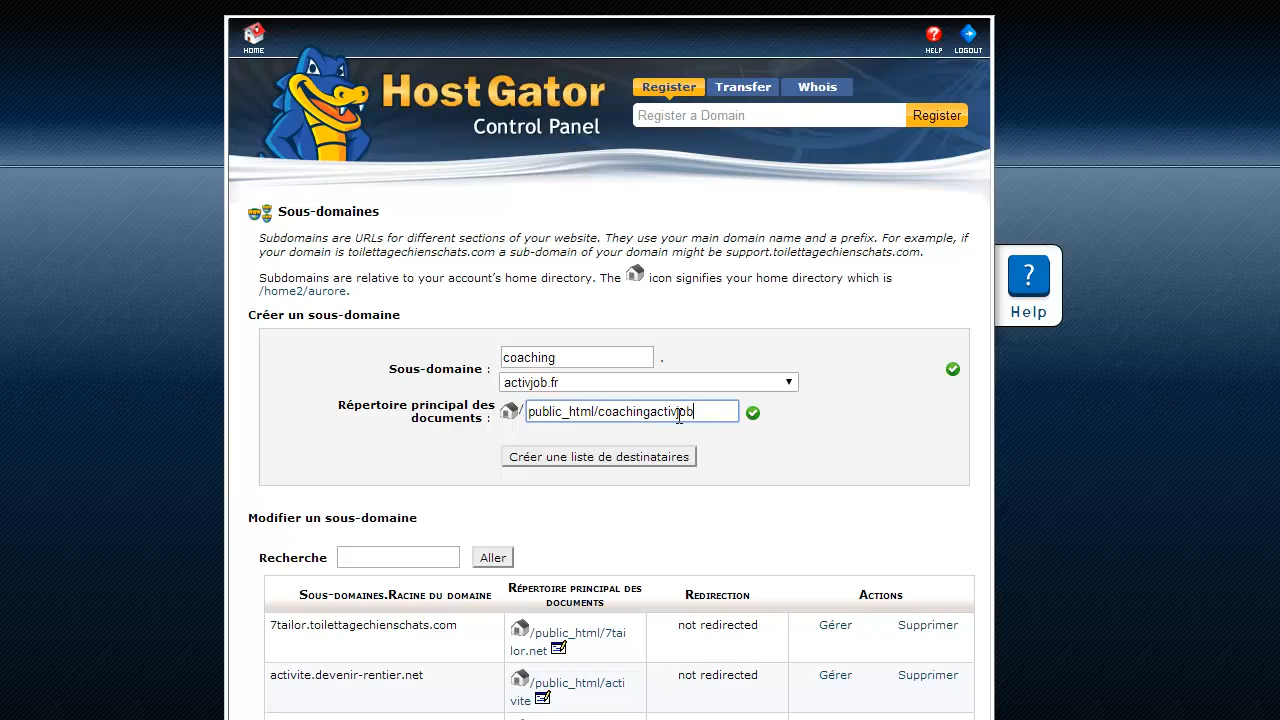 HOME
HELP
LOGOUT
HostGator
Control Panel
Register
Transfer
Whois
Register a Domain
Register
Sous-domaines
Subdomains are URLs for different sections of your website. They use your main domain name and a prefix. For example, if
your domain is toilettagechienschats.com a sub-domain of your domain might be support.toilettagechienschats.com.
Subdomains are relative to your account's home directory. The icon signifies your home directory which is
/home2/aurore.
?
Help
Créer un sous-domaine
Sous-domaine :
coaching
.
activjob.fr
Répertoire principal des
documents :
/
public_html/coachingactivjob
Créer une liste de destinataires
Modifier un sous-domaine
Recherche
Aller
Sous-domaines.Racine du domaine
Répertoire principal des
documents
Redirection
Actions
7tailor.toilettagechienschats.com
/public_html/7tai
lor.net
not redirected
Gérer
Supprimer
activite.devenir-rentier.net
/public_html/acti
vite
not redirected
Gérer
Supprimer